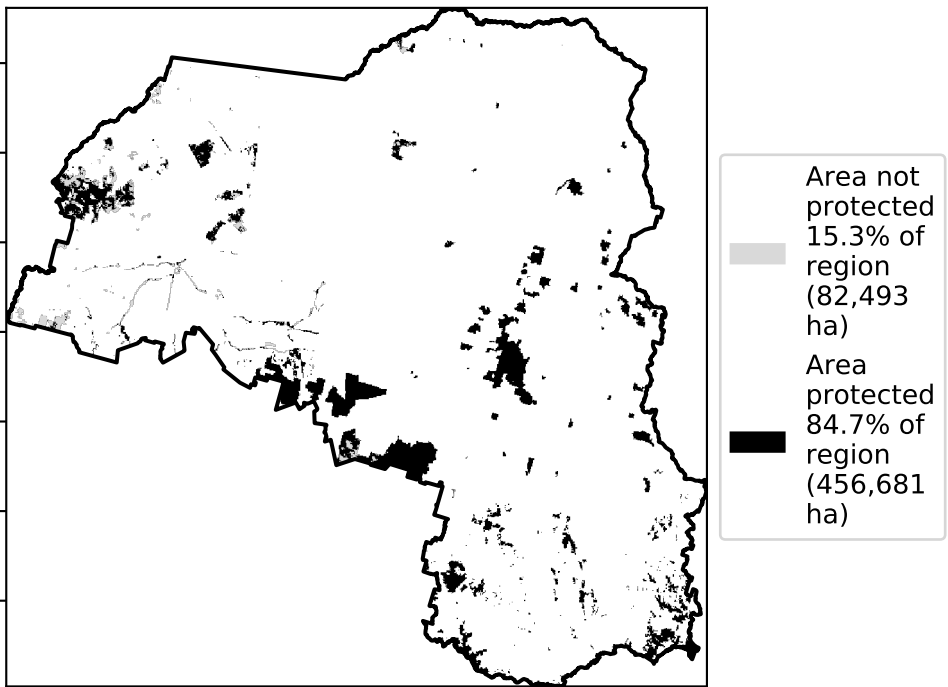 Area not
protected
15.3% of
region
(82,493
ha)
Area
protected
84.7% of
region
(456,681
ha)